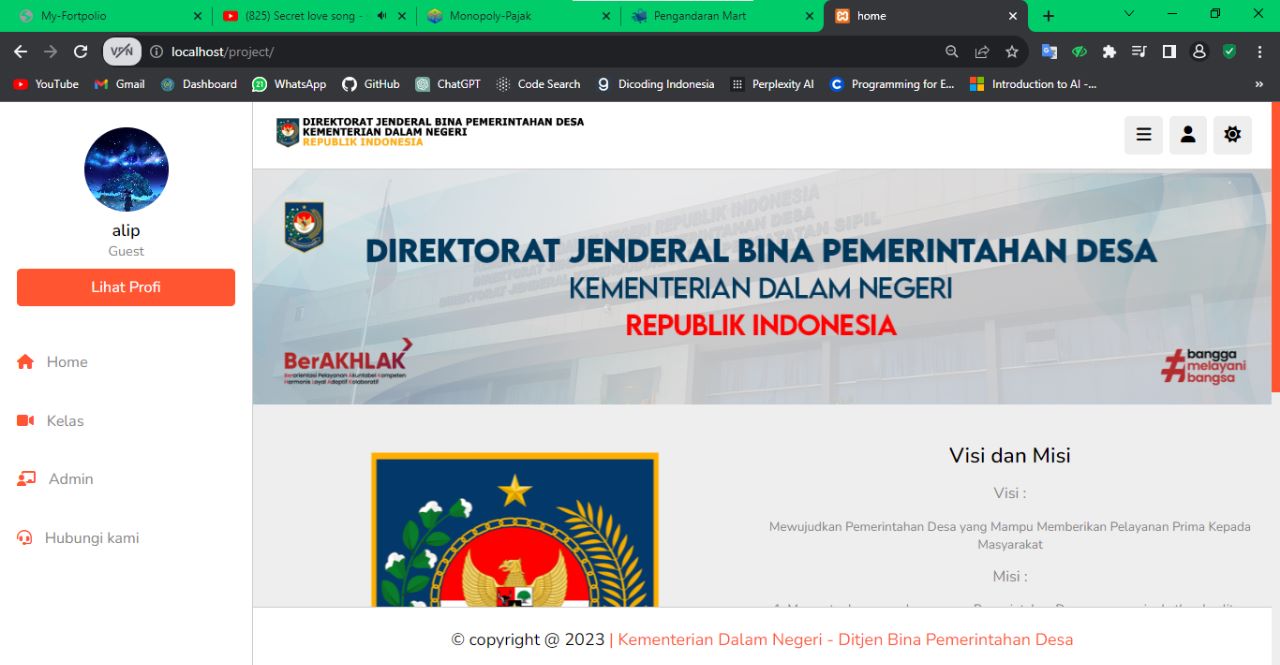 My-Fortpolio
(825) Secret love song -
Monopoly-Pajak
Pengandaran Mart
home
VPN
localhost/project/
YouTube
Gmail
Dashboard
WhatsApp
GitHub
ChatGPT
Code Search
Dicoding Indonesia
Perplexity AI
Programming for E...
Introduction to AI -...
alip
Guest
Lihat Profi
Home
Kelas
Admin
Hubungi kami
DIREKTORAT JENDERAL BINA PEMERINTAHAN DESA
KEMENTERIAN DALAM NEGERI
REPUBLIK INDONESIA
DIREKTORAT JENDERAL BINA PEMERINTAHAN DESA
KEMENTERIAN DALAM NEGERI
REPUBLIK INDONESIA
BerAKHLAK
Berorientasi Pelayanan Akuntabel Kompeten
Harmonis Loyal Adaptif Kolaboratif
#bangga
melayani
bangsa
Visi dan Misi
Visi :
Mewujudkan Pemerintahan Desa yang Mampu Memberikan Pelayanan Prima Kepada
Masyarakat
Misi :
© copyright @ 2023 | Kementerian Dalam Negeri - Ditjen Bina Pemerintahan Desa